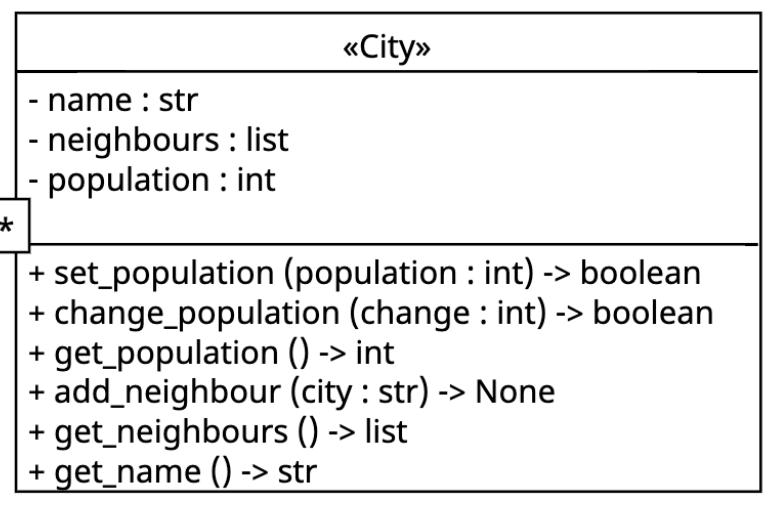 «City»
- name : str
- neighbours : list
- population : int
*
+ set_population (population : int) -> boolean
+ change_population (change : int) -> boolean
+ get_population () -> int
+ add_neighbour (city : str) -> None
+ get_neighbours () -> list
+ get_name () -> str